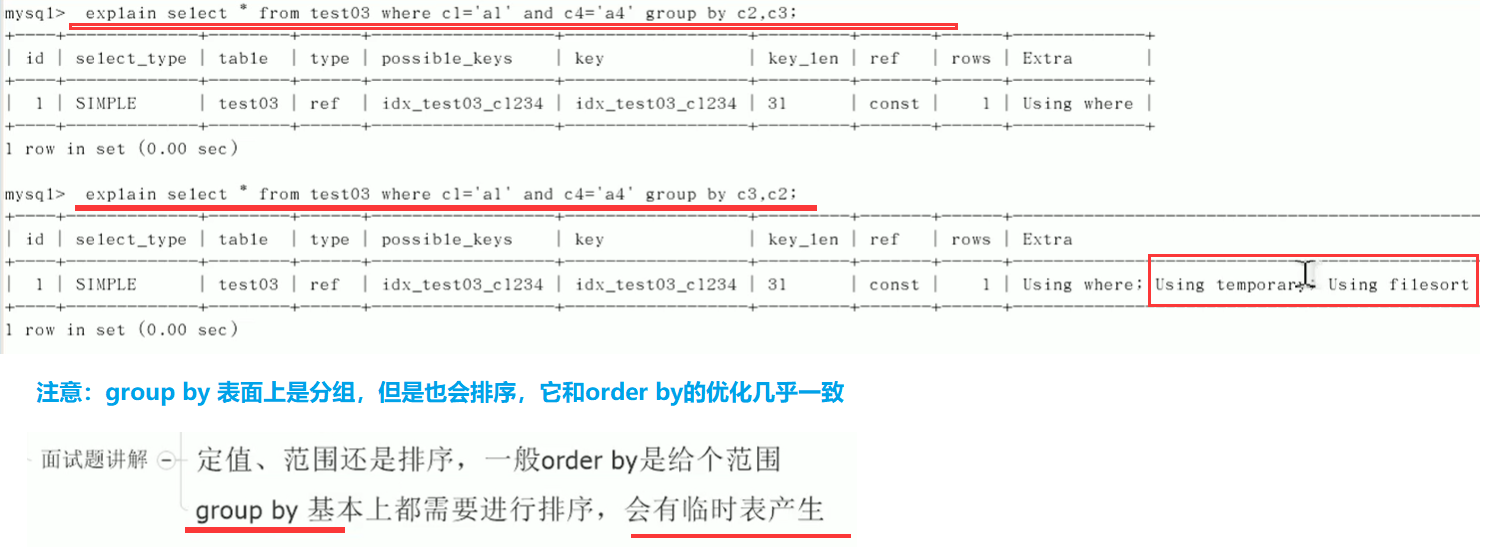 mysql> explain select * from test03 where c1='a1' and c4='a4' group by c2,c3;
| id | select_type | table | type | possible_keys | key | key_len | ref | rows | Extra |
| 1 | SIMPLE | test03 | ref | idx_test03_c1234 | idx_test03_c1234 | 31 | const | 1 | Using where |
1 row in set (0.00 sec)
mysql> explain select * from test03 where c1='a1' and c4='a4' group by c3,c2;
| id | select_type | table | type | possible_keys | key | key_len | ref | rows | Extra
| 1 | SIMPLE | test03 | ref | idx_test03_c1234 | idx_test03_c1234 | 31 | const | 1 | Using where; Using temporary; Using filesort
1 row in set (0.00 sec)
注意：group by 表面上是分组，但是也会排序，它和order by的优化几乎一致
面试题讲解
定值、范围还是排序，一般order by是给个范围
group by 基本上都需要进行排序，会有临时表产生